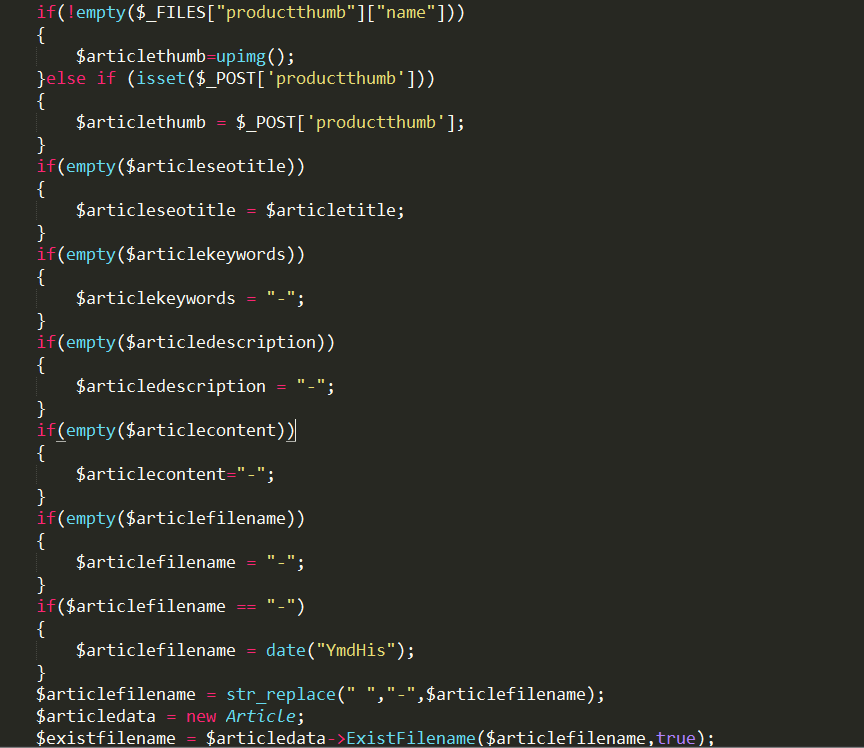 if(!empty($_FILES["productthumb"]["name"]))
{
    $articlethumb=upimg();
}else if (isset($_POST['productthumb']))
{
    $articlethumb = $_POST['productthumb'];
}
if(empty($articleseotitle))
{
    $articleseotitle = $articletitle;
}
if(empty($articlekeywords))
{
    $articlekeywords = "-";
}
if(empty($articledescription))
{
    $articledescription = "-";
}
if(empty($articlecontent))
{
    $articlecontent="-";
}
if(empty($articlefilename))
{
    $articlefilename = "-";
}
if($articlefilename == "-")
{
    $articlefilename = date("YmdHis");
}
$articlefilename = str_replace(" ","-",$articlefilename);
$articledata = new Article;
$existfilename = $articledata->ExistFilename($articlefilename,true);